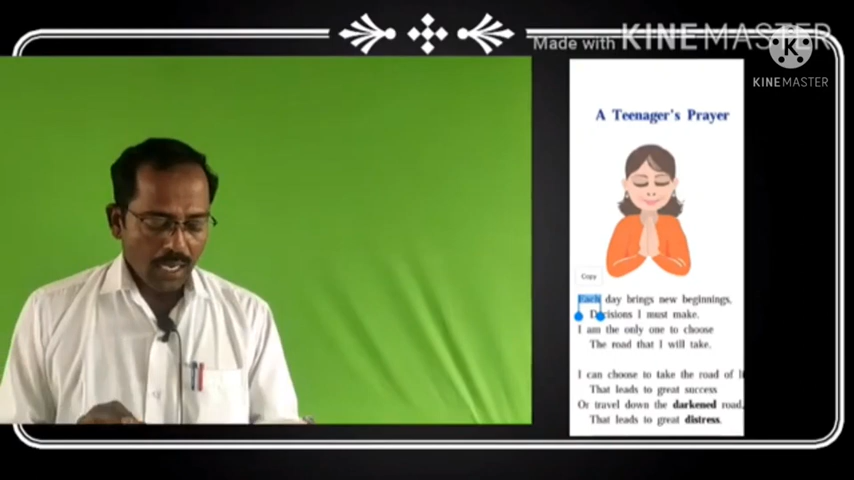 Made with KINEMASTER
KINEMASTER
A Teenager's Prayer
Copy
Each day brings new beginnings,
Decisions I must make.
I am the only one to choose
The road that I will take.
I can choose to take the road of
That leads to great success
Or travel down the darkened road,
That leads to great distress.